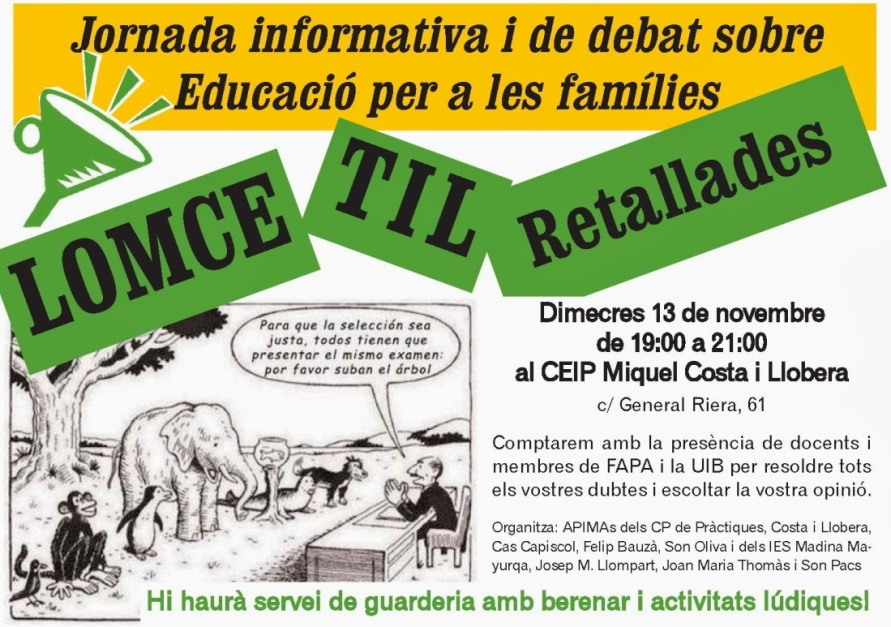 Jornada informativa i de debat sobre
Educació per a les famílies
LOMCE
TIL
Retallades
Para que la selección sea
justa, todos tienen que
presentar el mismo examen:
por favor suban el árbol
Dimecres 13 de novembre
de 19:00 a 21:00
al CEIP Miquel Costa i Llobera
c/ General Riera, 61
Comptarem amb la presència de docents i
membres de FAPA i la UIB per resoldre tots
els vostres dubtes i escoltar la vostra opinió.
Organitza: APIMAs dels CP de Pràctiques, Costa i Llobera,
Cas Capiscol, Felip Bauzà, Son Oliva i dels IES Madina Ma-
yurqa, Josep M. Llompart, Joan Maria Thomàs i Son Pacs
Hi haurà servei de guarderia amb berenar i activitats lúdiques!